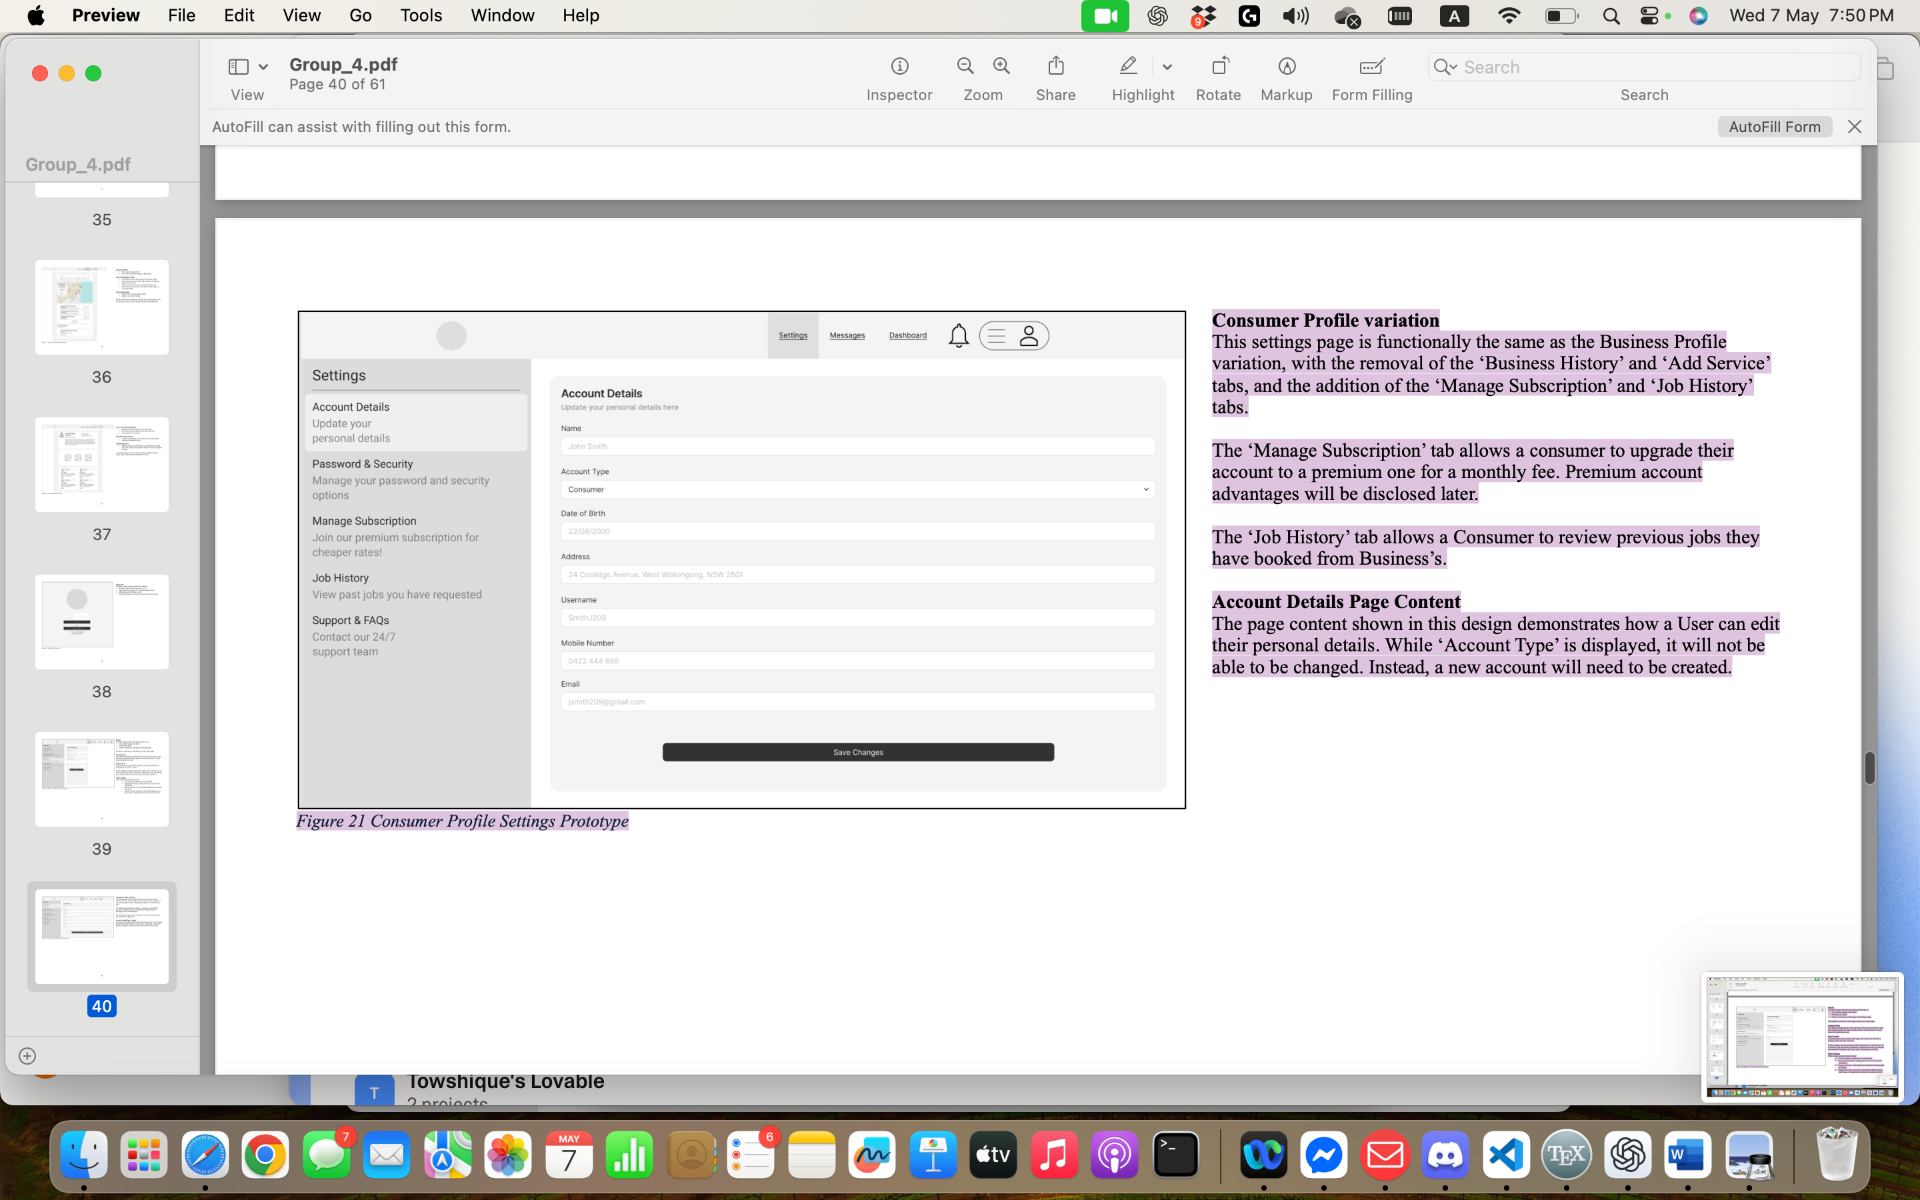 Preview File Edit View Go Tools Window Help
9
A
Wed 7 May 7:50 PM
Group_4.pdf
Page 40 of 61
View
Inspector
Zoom
Share
Highlight
Rotate
Markup
Form Filling
Search
Search
AutoFill can assist with filling out this form.
AutoFill Form
Group_4.pdf
35
36
37
38
39
40
Settings
Messages
Dashboard
Settings
Account Details
Update your
personal details
Password & Security
Manage your password and security
options
Manage Subscription
Join our premium subscription for
cheaper rates!
Job History
View past jobs you have requested
Support & FAQs
Contact our 24/7
support team
Account Details
Update your personal details here
Name
John Smith
Account Type
Consumer
Date of Birth
22/06/2000
Address
24 Coolidge Avenue, West Wollongong, NSW 2501
Username
SmithJ209
Mobile Number
0422 444 666
Email
jsmith209@gmail.com
Save Changes
Figure 21 Consumer Profile Settings Prototype
Consumer Profile variation
This settings page is functionally the same as the Business Profile
variation, with the removal of the ‘Business History’ and ‘Add Service’
tabs, and the addition of the ‘Manage Subscription’ and ‘Job History’
tabs.
The ‘Manage Subscription’ tab allows a consumer to upgrade their
account to a premium one for a monthly fee. Premium account
advantages will be disclosed later.
The ‘Job History’ tab allows a Consumer to review previous jobs they
have booked from Business’s.
Account Details Page Content
The page content shown in this design demonstrates how a User can edit
their personal details. While ‘Account Type’ is displayed, it will not be
able to be changed. Instead, a new account will need to be created.
T
Towshique's Lovable
2 projects
7
MAY
7
6
tv
>_
TEX
W